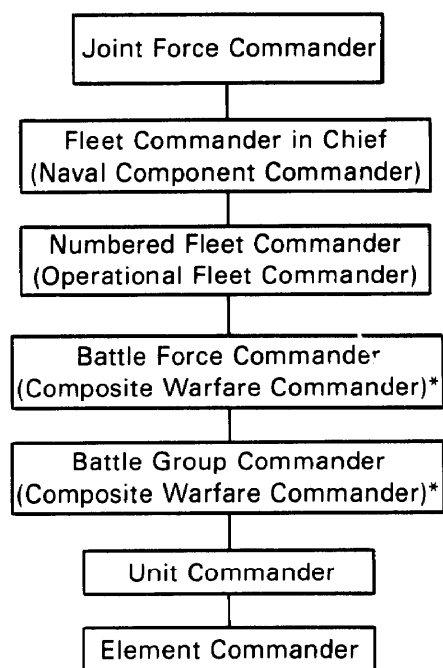 Joint Force Commander
Fleet Commander in Chief
(Naval Component Commander)
Numbered Fleet Commander
(Operational Fleet Commander)
Battle Force Commander
(Composite Warfare Commander)*
Battle Group Commander
(Composite Warfare Commander)*
Unit Commander
Element Commander